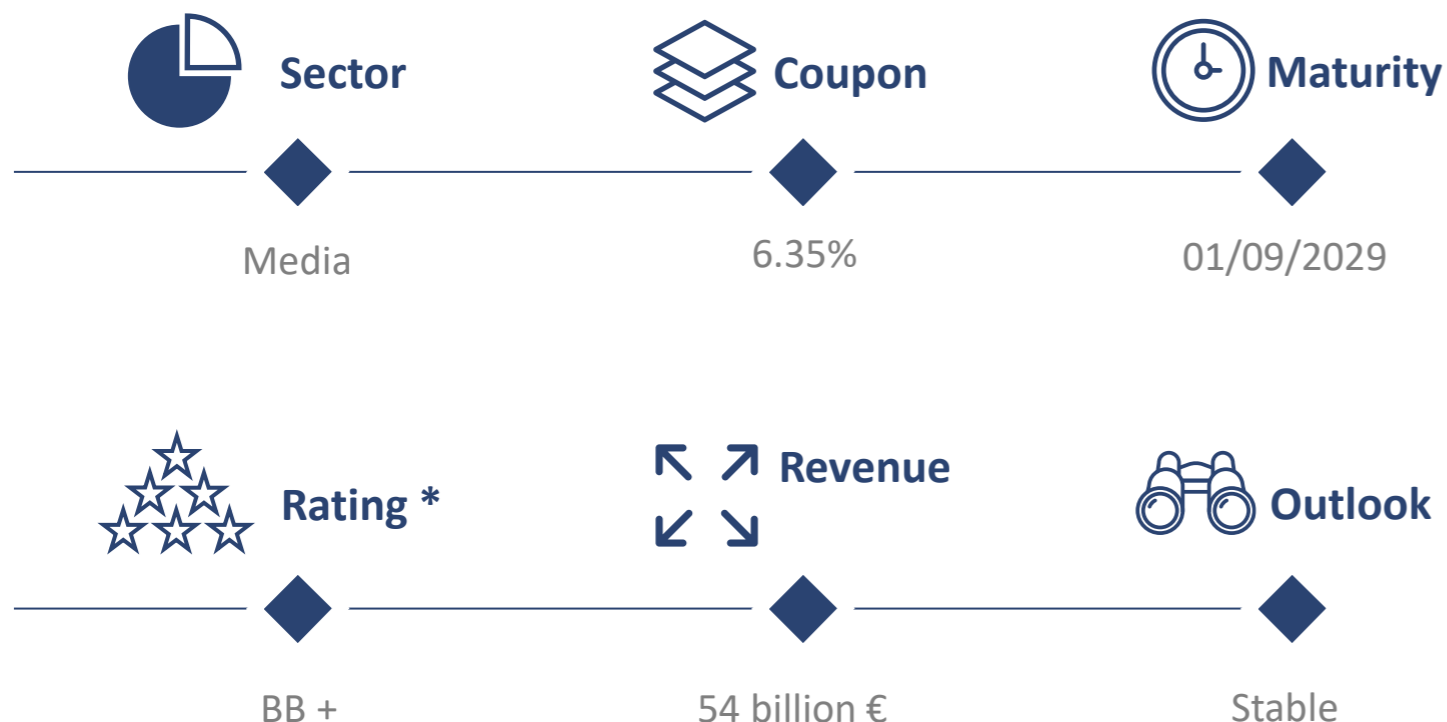 Sector
Coupon
Maturity
Media
6.35%
01/09/2029
Rating *
Revenue
Outlook
BB +
54 billion €
Stable